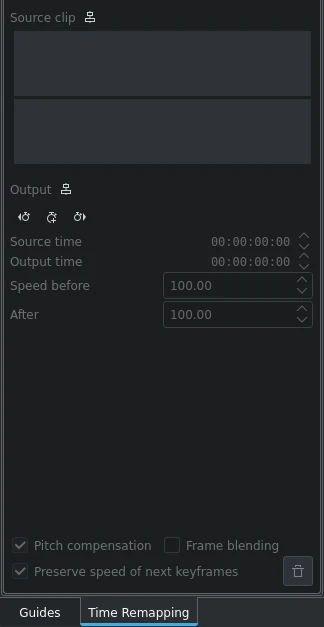 Source clip
Output
Source time 00:00:00:00
Output time 00:00:00:00
Speed before 100.00
After 100.00
Pitch compensation Frame blending
Preserve speed of next keyframes
Guides Time Remapping